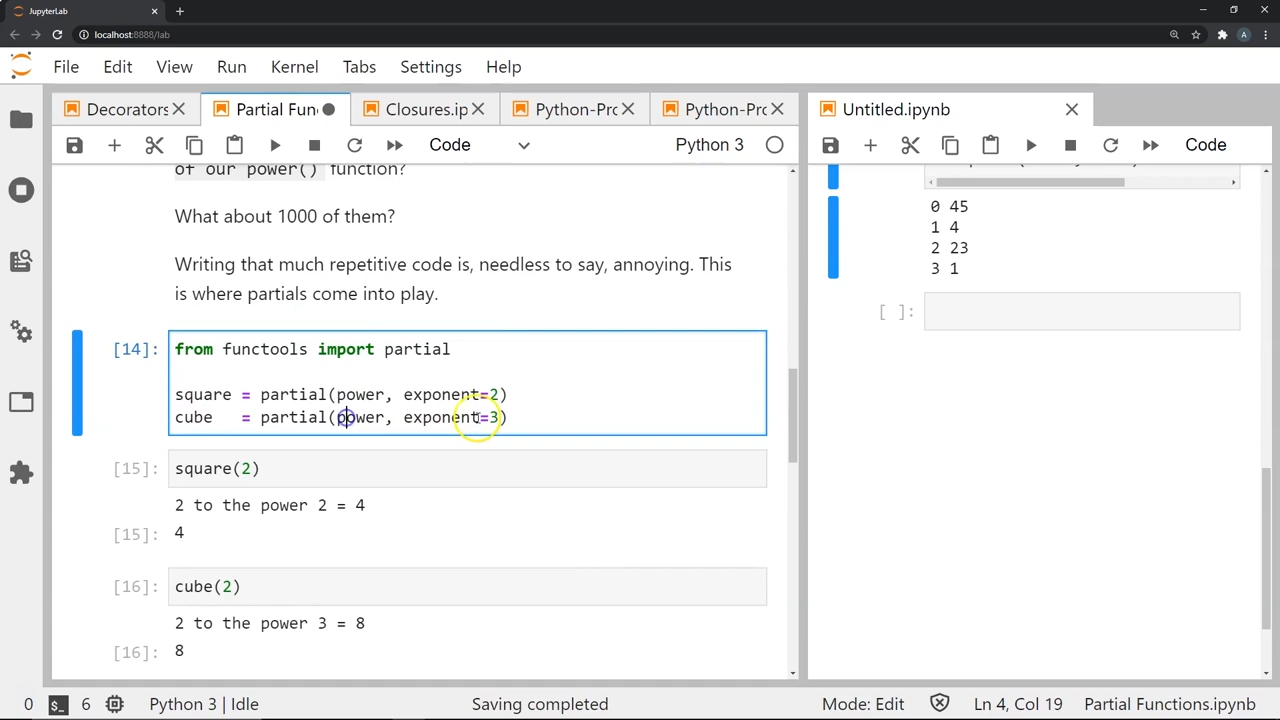 JupyterLab
localhost:8888/lab
A
File Edit View Run Kernel Tabs Settings Help
Decorators Partial Fun Closures.ip Python-Pro Python-Pro
Code Python 3
of our power() function?
What about 1000 of them?
Writing that much repetitive code is, needless to say, annoying. This
is where partials come into play.
[14]: from functools import partial
square = partial(power, exponent=2)
cube = partial(power, exponent=3)
[15]: square(2)
2 to the power 2 = 4
[15]: 4
[16]: cube(2)
2 to the power 3 = 8
[16]: 8
Untitled.ipynb
Code
0 45
1 4
2 23
3 1
[ ]:
0 $_ 6 Python 3 | Idle Saving completed Mode: Edit Ln 4, Col 19 Partial Functions.ipynb